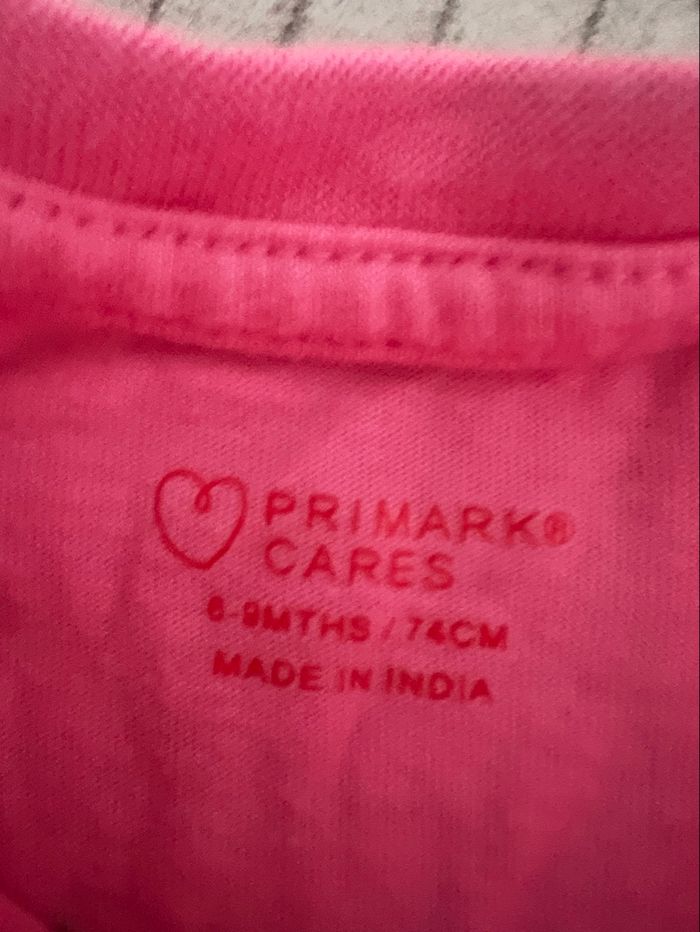 PRIMARK®
CARES
6-9MTHS / 74CM
MADE IN INDIA